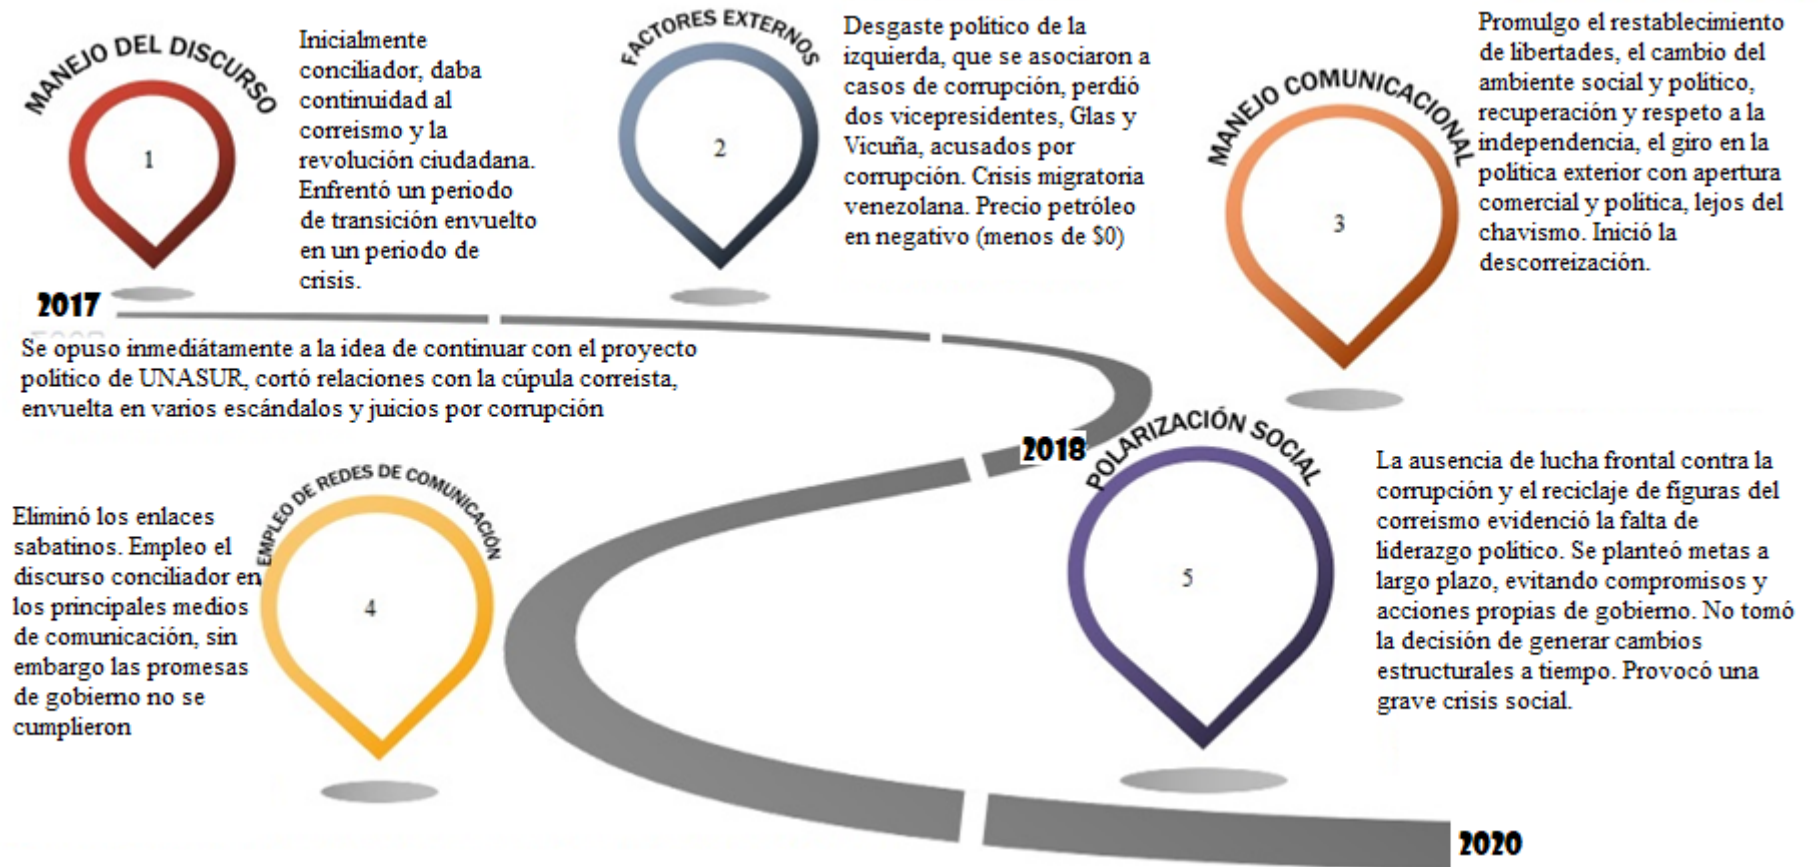 MANEJO DEL DISCURSO
1
Inicialmente
conciliador, daba
continuidad al
correismo y la
revolución ciudadana.
Enfrentó un periodo
de transición envuelto
en un periodo de
crisis.
FACTORES EXTERNOS
2
Desgaste político de la
izquierda, que se asociaron a
casos de corrupción, perdió
dos vicepresidentes, Glas y
Vicuña, acusados por
corrupción. Crisis migratoria
venezolana. Precio petróleo
en negativo (menos de $0)
MANEJO COMUNICACIONAL
3
Promulgo el restablecimiento
de libertades, el cambio del
ambiente social y político,
recuperación y respeto a la
independencia, el giro en la
política exterior con apertura
comercial y política, lejos del
chavismo. Inició la
descorreización.
2017
Se opuso inmediátamente a la idea de continuar con el proyecto
político de UNASUR, cortó relaciones con la cúpula correista,
envuelta en varios escándalos y juicios por corrupción
2018
EMPLEO DE REDES DE COMUNICACIÓN
4
Eliminó los enlaces
sabatinos. Empleo el
discurso conciliador en
los principales medios
de comunicación, sin
embargo las promesas
de gobierno no se
cumplieron
POLARIZACIÓN SOCIAL
5
La ausencia de lucha frontal contra la
corrupción y el reciclaje de figuras del
correismo evidenció la falta de
liderazgo político. Se planteó metas a
largo plazo, evitando compromisos y
acciones propias de gobierno. No tomó
la decisión de generar cambios
estructurales a tiempo. Provocó una
grave crisis social.
2020